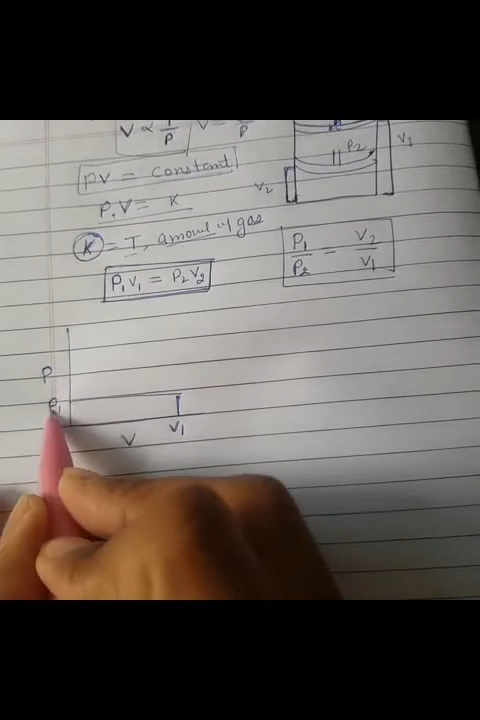 V ∝ 1/P V = /P
PV = constant
P.V = K
K = T, amount of gas
P1V1 = P2V2
P2
V1
V2
P1/P2 = V2/V1
P
P1
V
V1